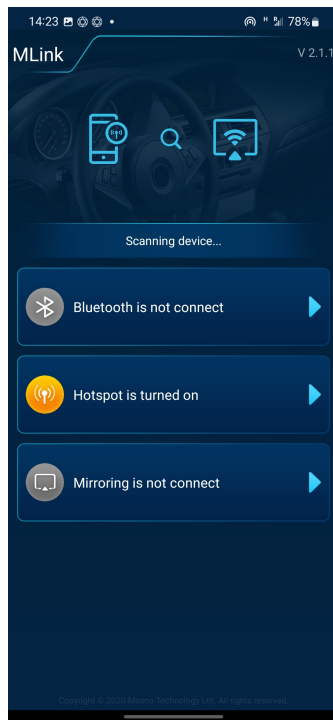 14:23 78%
MLink V 2.1.1
Scanning device...
Bluetooth is not connect
Hotspot is turned on
Mirroring is not connect
Copyright © 2020 Maxno Technology Ltd. All rights reserved